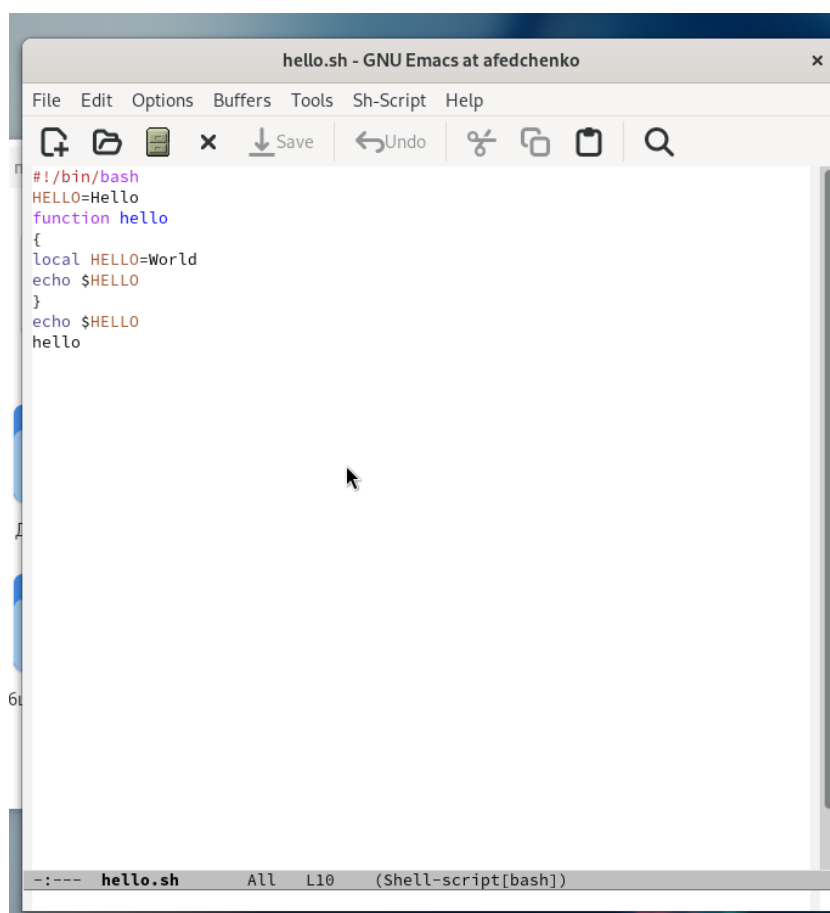 hello.sh - GNU Emacs at afedchenko
File Edit Options Buffers Tools Sh-Script Help
Save Undo
#!/bin/bash
HELLO=Hello
function hello
{
local HELLO=World
echo $HELLO
}
echo $HELLO
hello
-:--- hello.sh All L10 (Shell-script[bash])